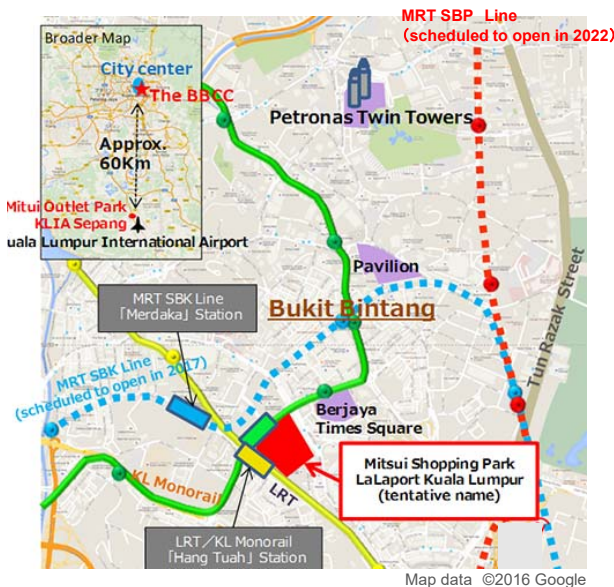 MRT SBP Line
(scheduled to open in 2022)
Broader Map
City center
The BBCC
Approx.
60Km
Mitui Outlet Park
KLIA Sepang
uala Lumpur International Airport
Petronas Twin Towers
Pavilion
MRT SBK Line
「Merdaka」Station
Bukit Bintang
Tun Razak Street
MRT SBK Line
(scheduled to open in 2017)
Berjaya
Times Square
Mitsui Shopping Park
LaLaport Kuala Lumpur
(tentative name)
KL Monorail
LRT
LRT／KL Monorail
「Hang Tuah」Station
Map data ©2016 Google